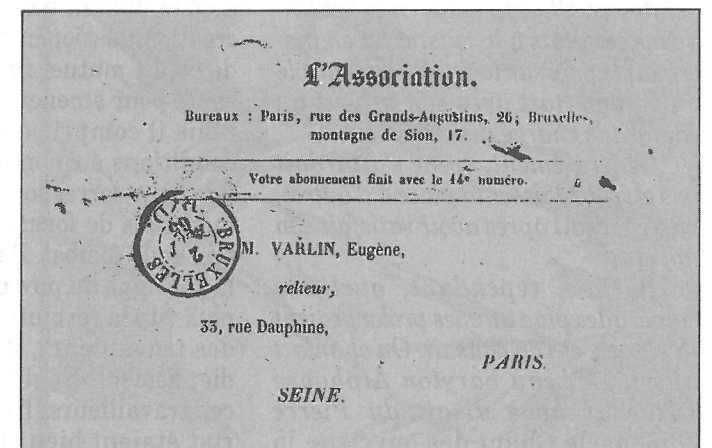 L'Association.
Bureaux : Paris, rue des Grands-Augustins, 26; Bruxelles,
montagne de Sion, 17.
Votre abonnement finit avec le 14e numéro.
BRUXELLES
M. VARLIN, Eugène,
relieur,
33, rue Dauphine,
PARIS.
SEINE.